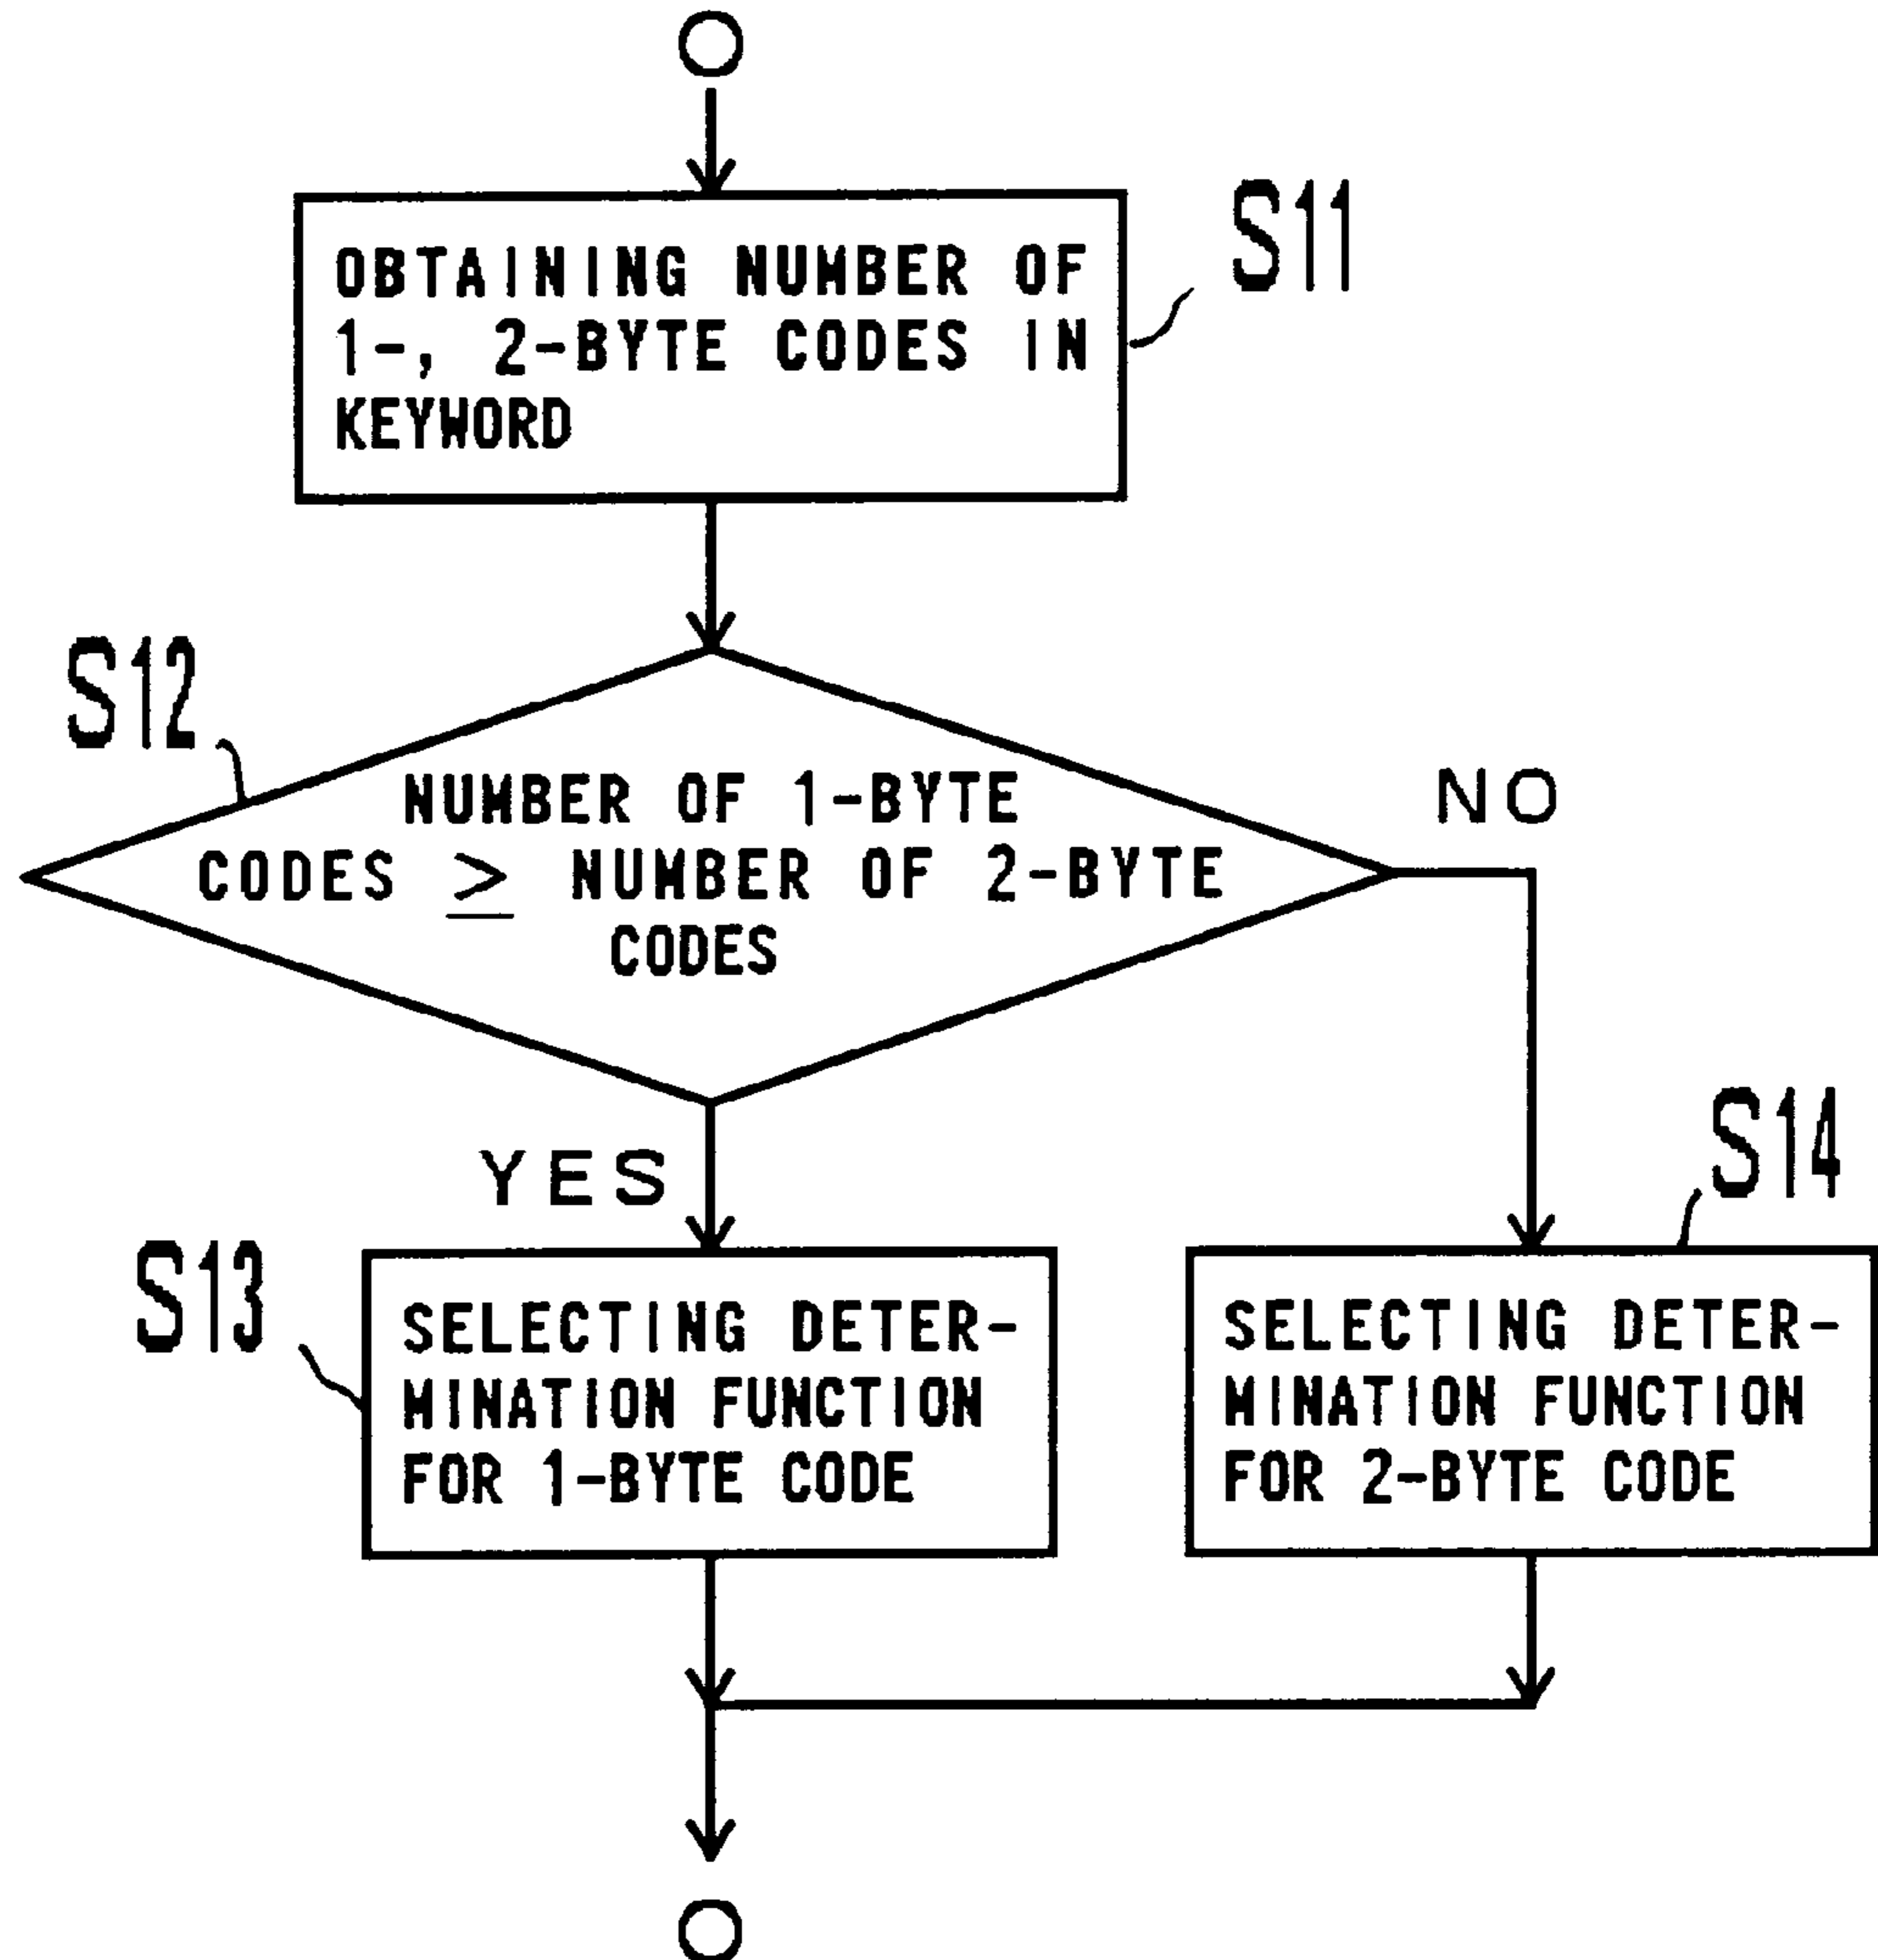 S11
OBTAINING NUMBER OF
1-, 2-BYTE CODES IN
KEYWORD
S12
NUMBER OF 1-BYTE
CODES ≥ NUMBER OF 2-BYTE
CODES
NO
YES
S13
SELECTING DETER-
MINATION FUNCTION
FOR 1-BYTE CODE
S14
SELECTING DETER-
MINATION FUNCTION
FOR 2-BYTE CODE